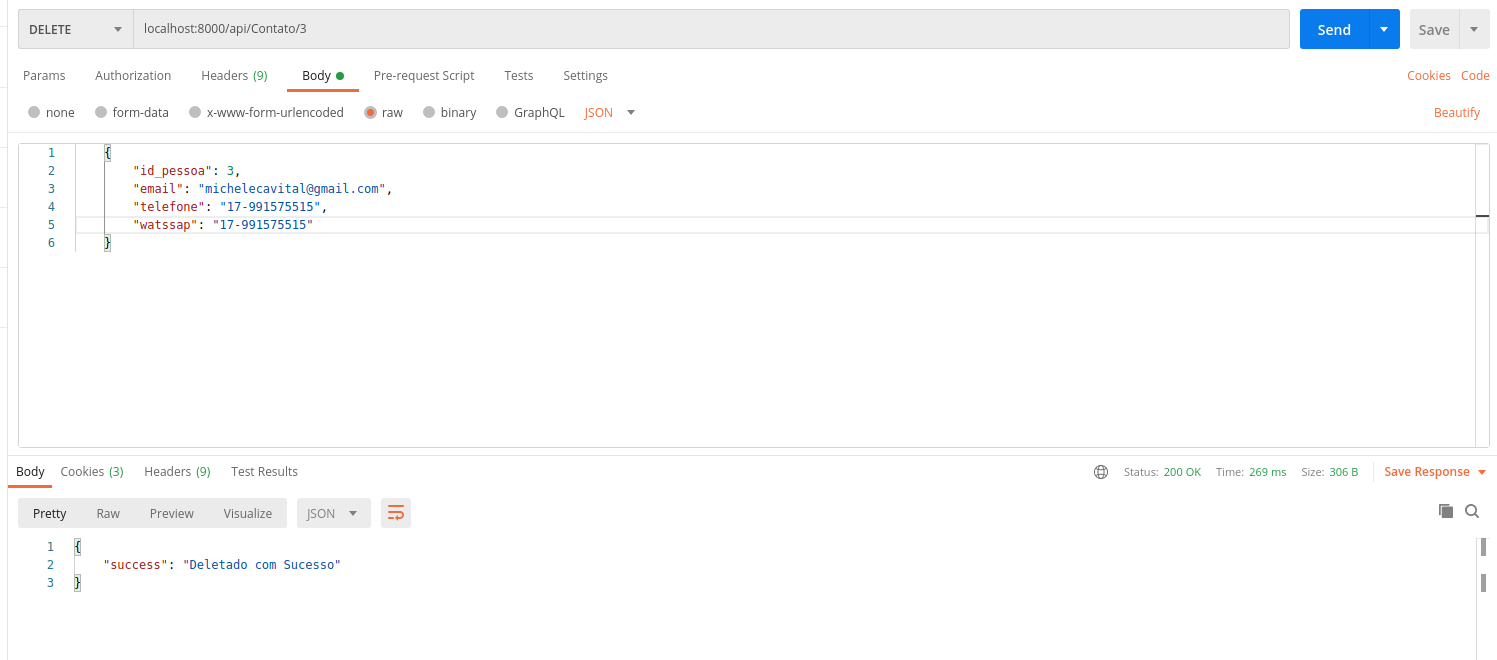 DELETE localhost:8000/api/Contato/3 Send Save
Params Authorization Headers (9) Body Pre-request Script Tests Settings Cookies Code
none form-data x-www-form-urlencoded raw binary GraphQL JSON Beautify
1 {
2 "id_pessoa": 3,
3 "email": "michelecavital@gmail.com",
4 "telefone": "17-991575515",
5 "watssap": "17-991575515"
6 }
Body Cookies (3) Headers (9) Test Results Status: 200 OK Time: 269 ms Size: 306 B Save Response
Pretty Raw Preview Visualize JSON
1 {
2 "success": "Deletado com Sucesso"
3 }